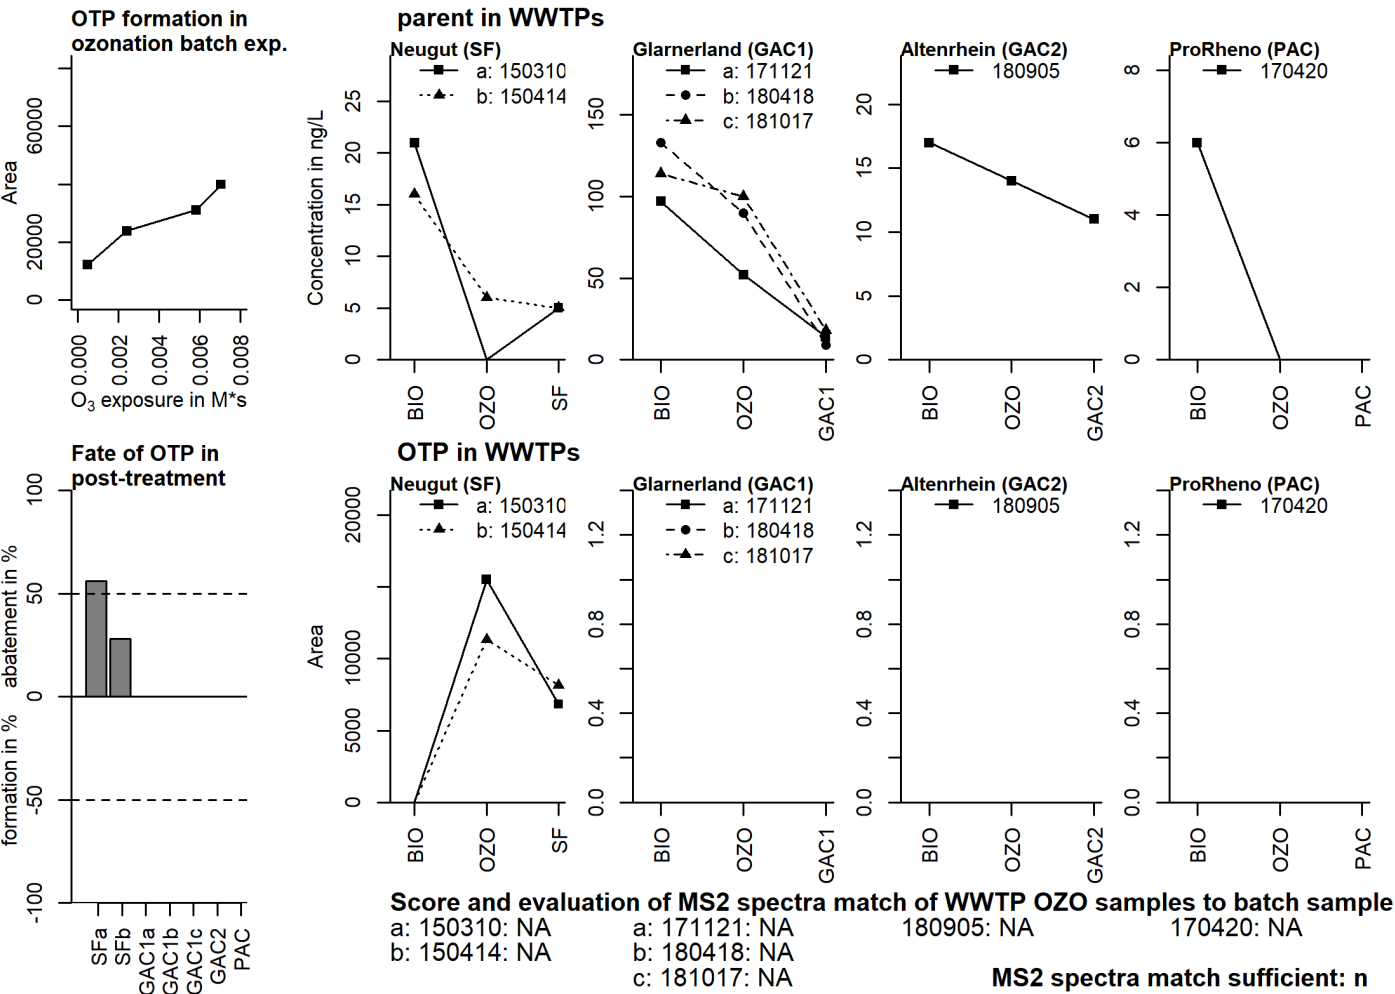 OTP formation in
ozonation batch exp.
Area
0
20000
60000
0.000
0.002
0.004
0.006
0.008
O₃ exposure in M*s
parent in WWTPs
Neugut (SF)
a: 150310
b: 150414
Concentration in ng/L
0
5
10
15
20
25
BIO
OZO
SF
Glarnerland (GAC1)
a: 171121
b: 180418
c: 181017
0
50
100
150
BIO
OZO
GAC1
Altenrhein (GAC2)
180905
0
5
10
15
20
BIO
OZO
GAC2
ProRheno (PAC)
170420
0
2
4
6
8
BIO
OZO
PAC
Fate of OTP in
post-treatment
formation in %
abatement in %
-100
-50
0
50
100
SFa
SFb
GAC1a
GAC1b
GAC1c
GAC2
PAC
OTP in WWTPs
Neugut (SF)
a: 150310
b: 150414
Area
0
5000
10000
20000
BIO
OZO
SF
Glarnerland (GAC1)
a: 171121
b: 180418
c: 181017
0.0
0.4
0.8
1.2
BIO
OZO
GAC1
Altenrhein (GAC2)
180905
0.0
0.4
0.8
1.2
BIO
OZO
GAC2
ProRheno (PAC)
170420
0.0
0.4
0.8
1.2
BIO
OZO
PAC
Score and evaluation of MS2 spectra match of WWTP OZO samples to batch sample
a: 150310: NA
b: 150414: NA
a: 171121: NA
b: 180418: NA
c: 181017: NA
180905: NA
170420: NA
MS2 spectra match sufficient: n